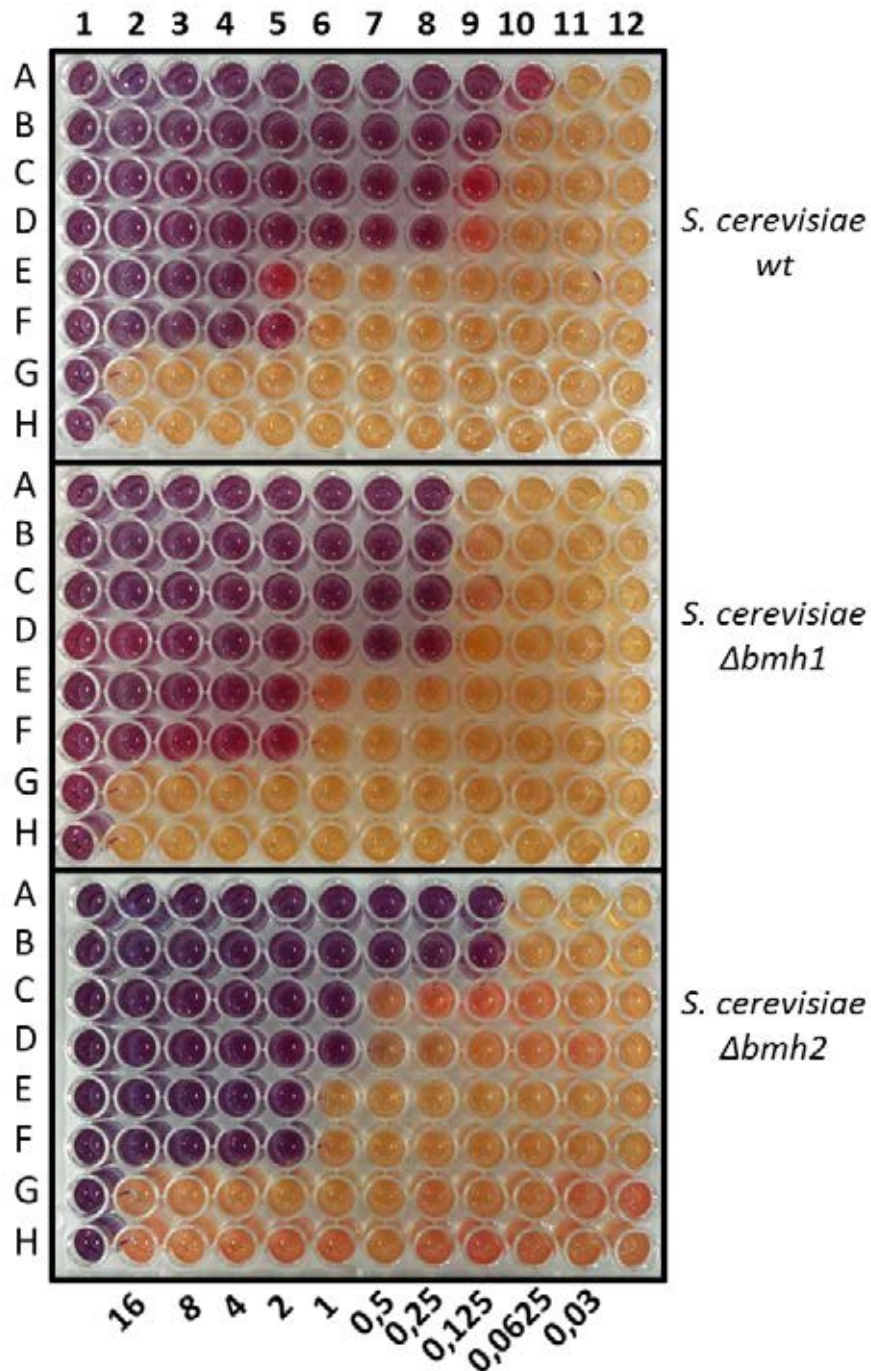 1 2 3 4 5 6 7 8 9 10 11 12
A
B
C
D
E
F
G
H
S. cerevisiae
wt
A
B
C
D
E
F
G
H
S. cerevisiae
Δbmh1
A
B
C
D
E
F
G
H
S. cerevisiae
Δbmh2
16 8 4 2 1 0,5 0,25 0,125 0,0625 0,03